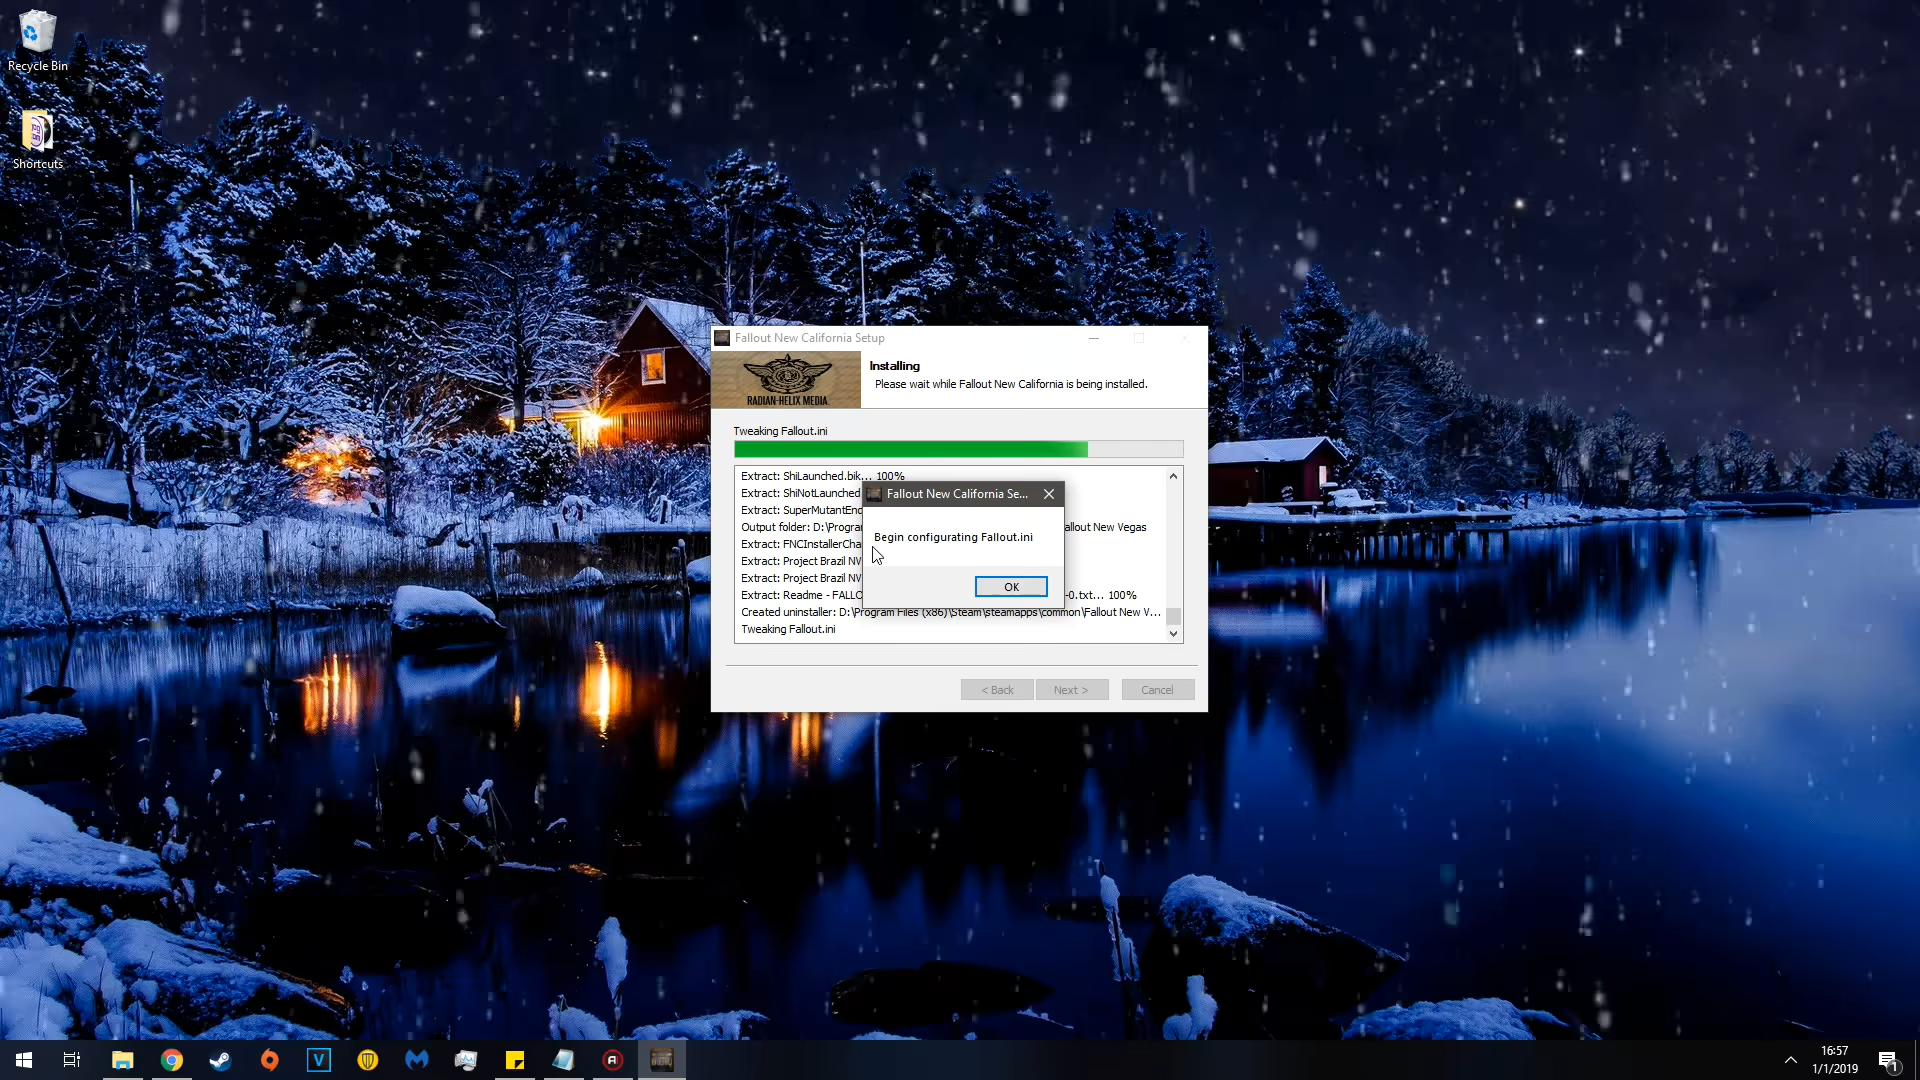 Recycle Bin
Shortcuts
Fallout New California Setup
RADIAN-HELIX MEDIA
Installing
Please wait while Fallout New California is being installed.
Tweaking Fallout.ini
Extract: ShiLaunched.bik... 100%
Extract: ShiNotLaunched
Extract: SuperMutantEnd
Output folder: D:\Progra allout New Vegas
Extract: FNCInstallerCha
Extract: Project Brazil NV
Extract: Project Brazil NV
Extract: Readme - FALLO -0.txt... 100%
Created uninstaller: D:\Program Files (x86)\Steam\steamapps\common\Fallout New V...
Tweaking Fallout.ini
Fallout New California Se...
Begin configurating Fallout.ini
OK
< Back
Next >
Cancel
V
16:57
1/1/2019
1